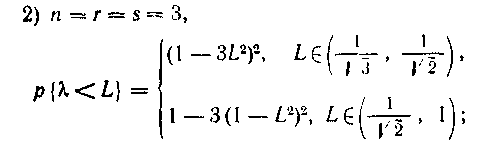 2) n = r = s = 3,
p{λ < L} = { (1 − 3L²)², L ∈ (1/√3, 1/√2),
1 − 3(1 − L²)², L ∈ (1/√2, 1);